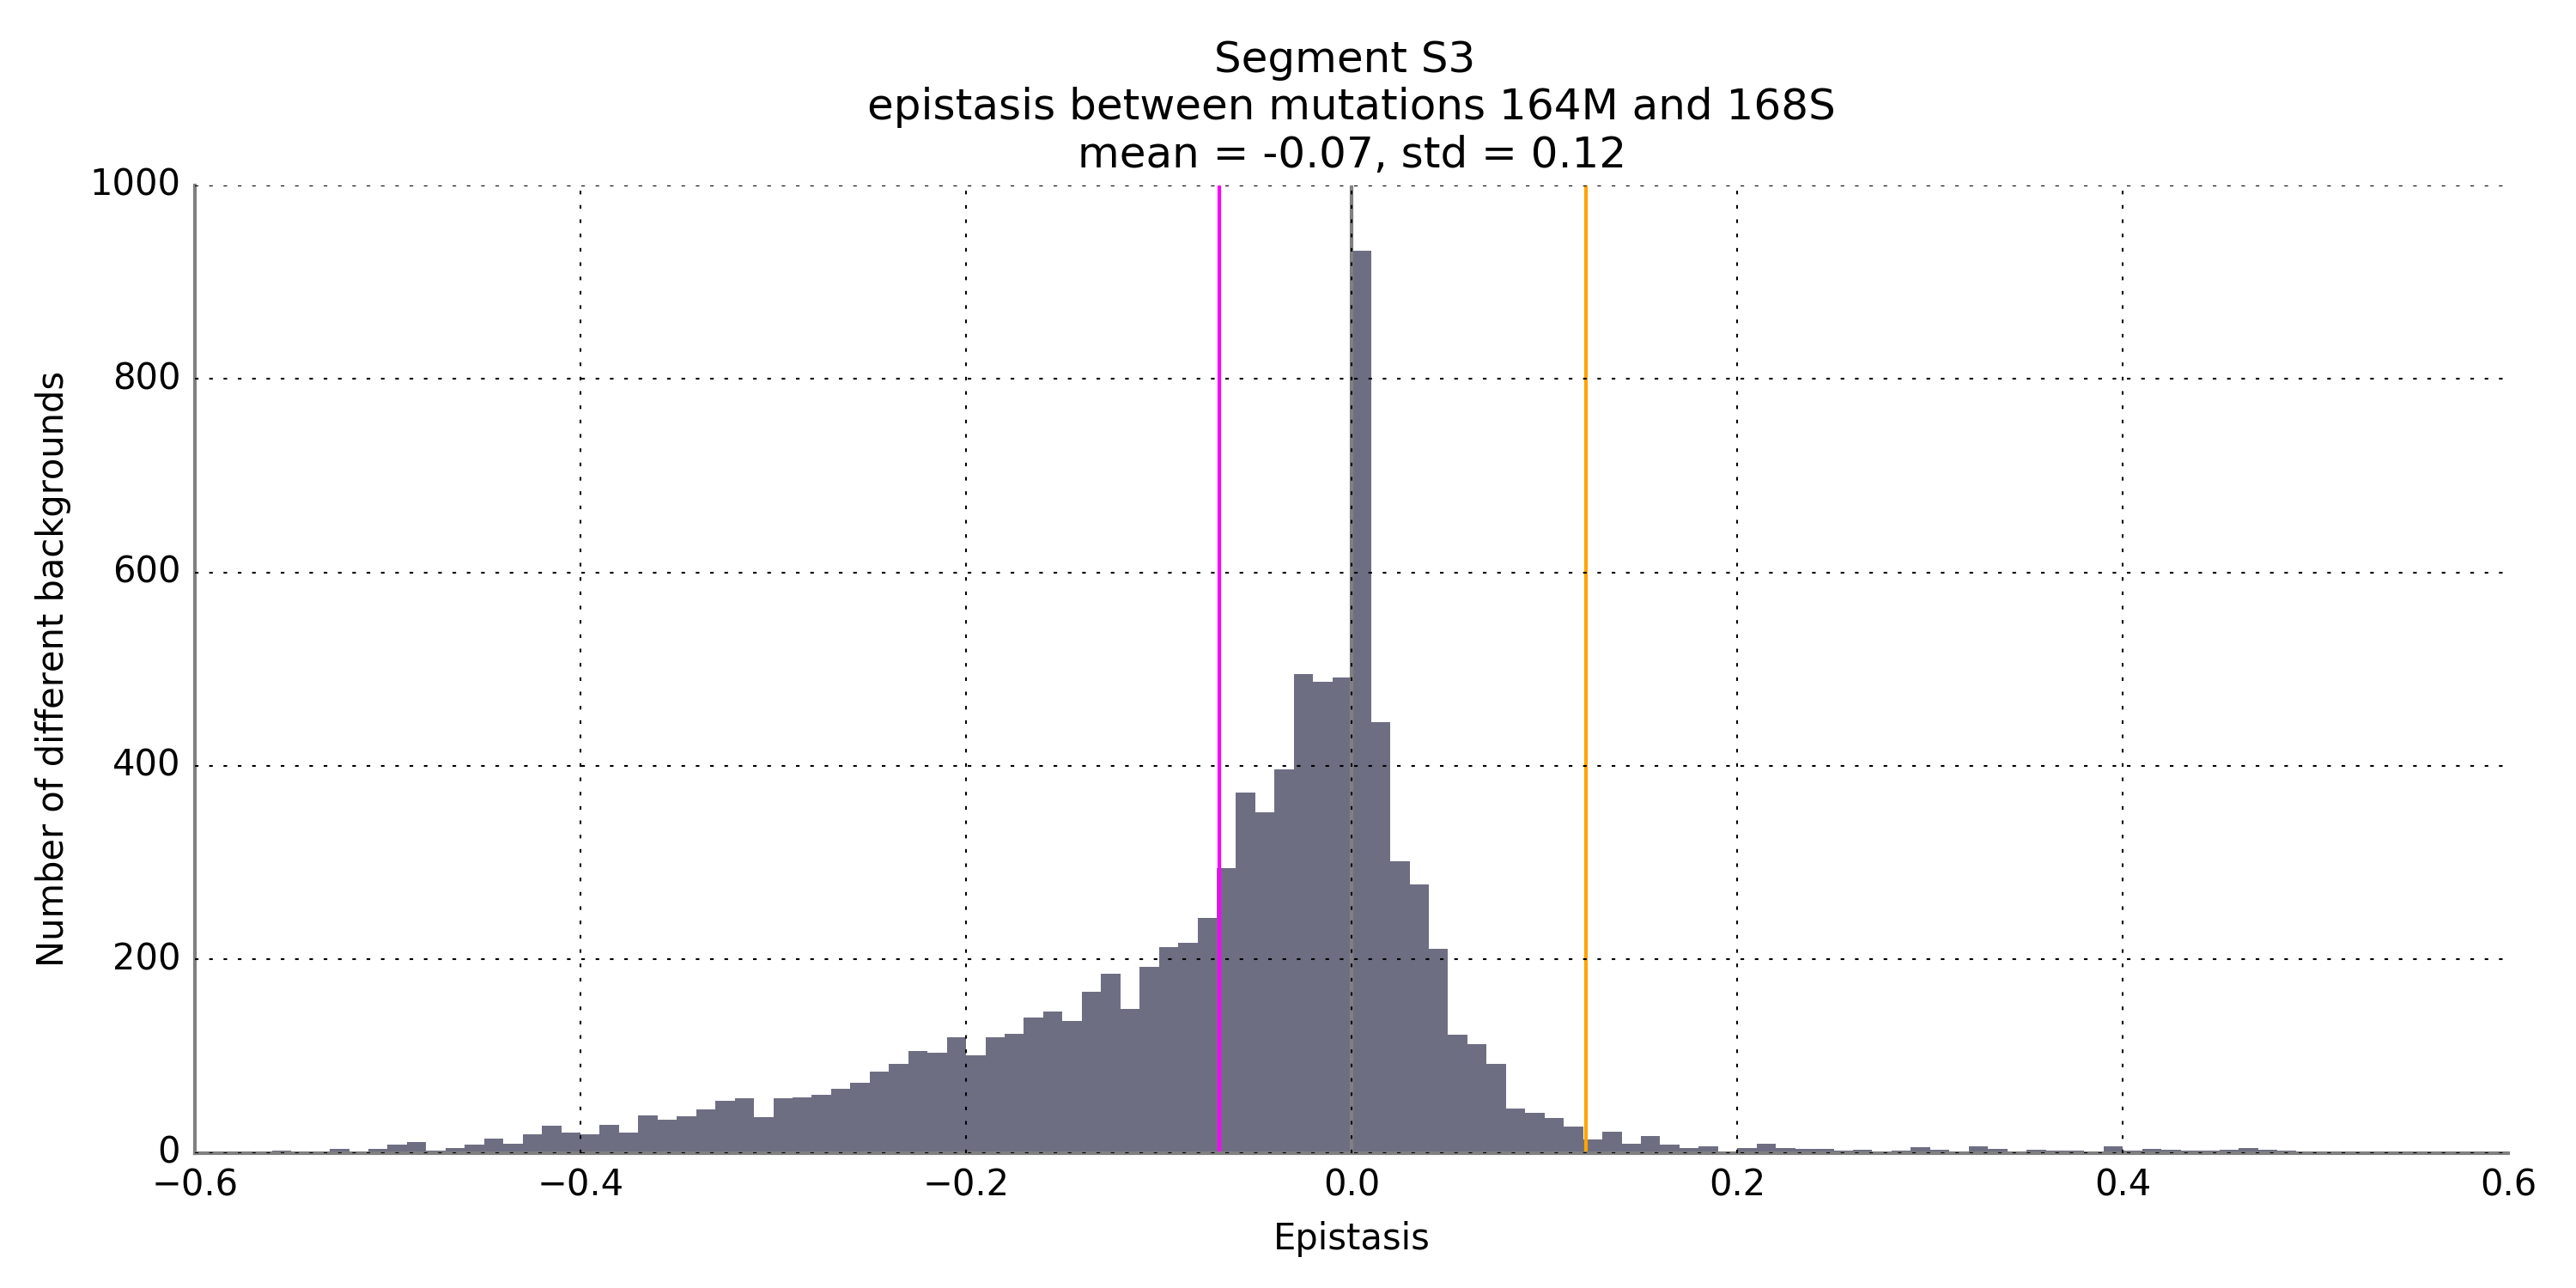 Segment S3
epistasis between mutations 164M and 168S
mean = -0.07, std = 0.12
1000
800
600
400
200
0
Number of different backgrounds
−0.6 −0.4 −0.2 0.0 0.2 0.4 0.6
Epistasis